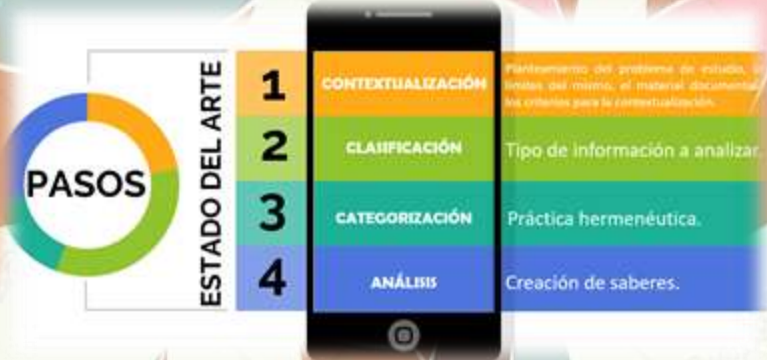 PASOS
ESTADO DEL ARTE
1
CONTEXTUALIZACIÓN
Planteamiento del problema de estudio,
límites del mismo, el material documental
los criterios para la contextualización.
2
CLASIFICACIÓN
Tipo de información a analizar.
3
CATEGORIZACIÓN
Práctica hermenéutica.
4
ANÁLISIS
Creación de saberes.